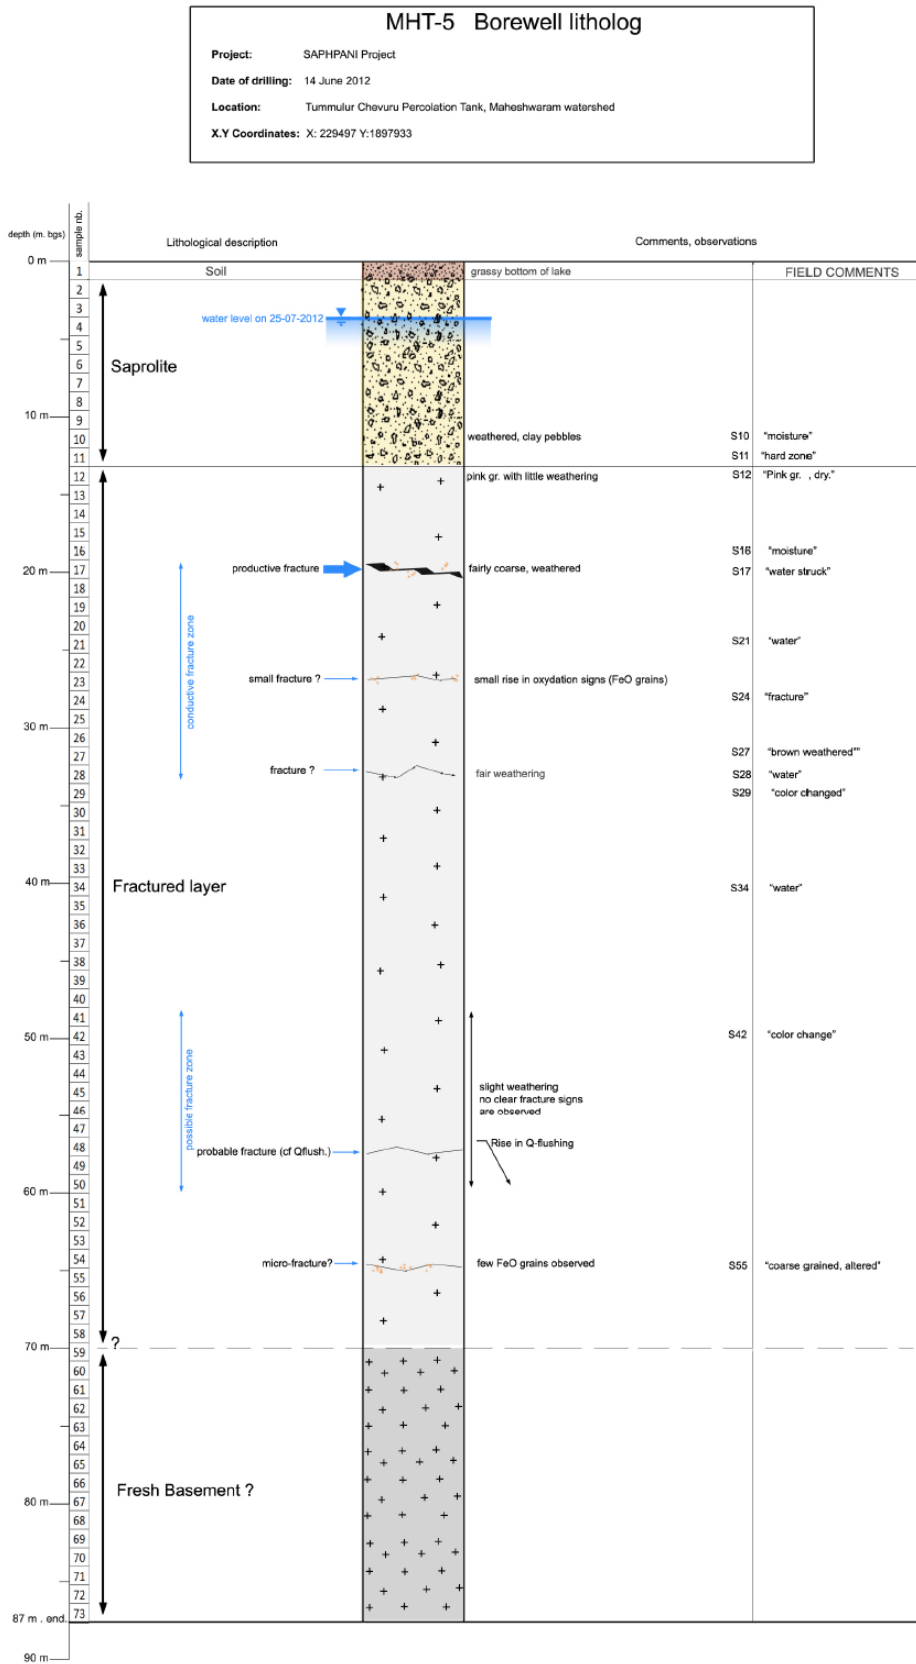 MHT-5 Borewell litholog
Project: SAPHPANI Project
Date of drilling: 14 June 2012
Location: Tummulur Chevuru Percolation Tank, Maheshwaram watershed
X.Y Coordinates: X: 229497 Y:1897933
depth (m. bgs)
sample nb.
Lithological description
Comments, observations
0 m
1
Soil
grassy bottom of lake
FIELD COMMENTS
2
3
water level on 25-07-2012
4
5
6
Saprolite
7
8
9
10 m
10
weathered, clay pebbles
S10 "moisture"
11
S11 "hard zone"
12
pink gr. with little weathering
S12 "Pink gr. , dry."
13
14
15
16
S16 "moisture"
20 m
17
productive fracture
fairly coarse, weathered
S17 "water struck"
18
19
20
21
S21 "water"
conductive fracture zone
22
23
small fracture ?
small rise in oxydation signs (FeO grains)
24
S24 "fracture"
25
30 m
26
27
S27 "brown weathered""
28
fracture ?
fair weathering
S28 "water"
29
S29 "color changed"
30
31
32
33
40 m
34
Fractured layer
S34 "water"
35
36
37
38
39
40
41
50 m
42
S42 "color change"
43
44
45
slight weathering
no clear fracture signs
are observed
46
possible fracture zone
47
48
probable fracture (cf Qflush.)
Rise in Q-flushing
49
50
60 m
51
52
53
54
micro-fracture?
few FeO grains observed
55
S55 "coarse grained, altered"
56
57
58
?
70 m
59
60
61
62
63
64
65
66
Fresh Basement ?
80 m
67
68
69
70
71
72
73
87 m . end.
90 m